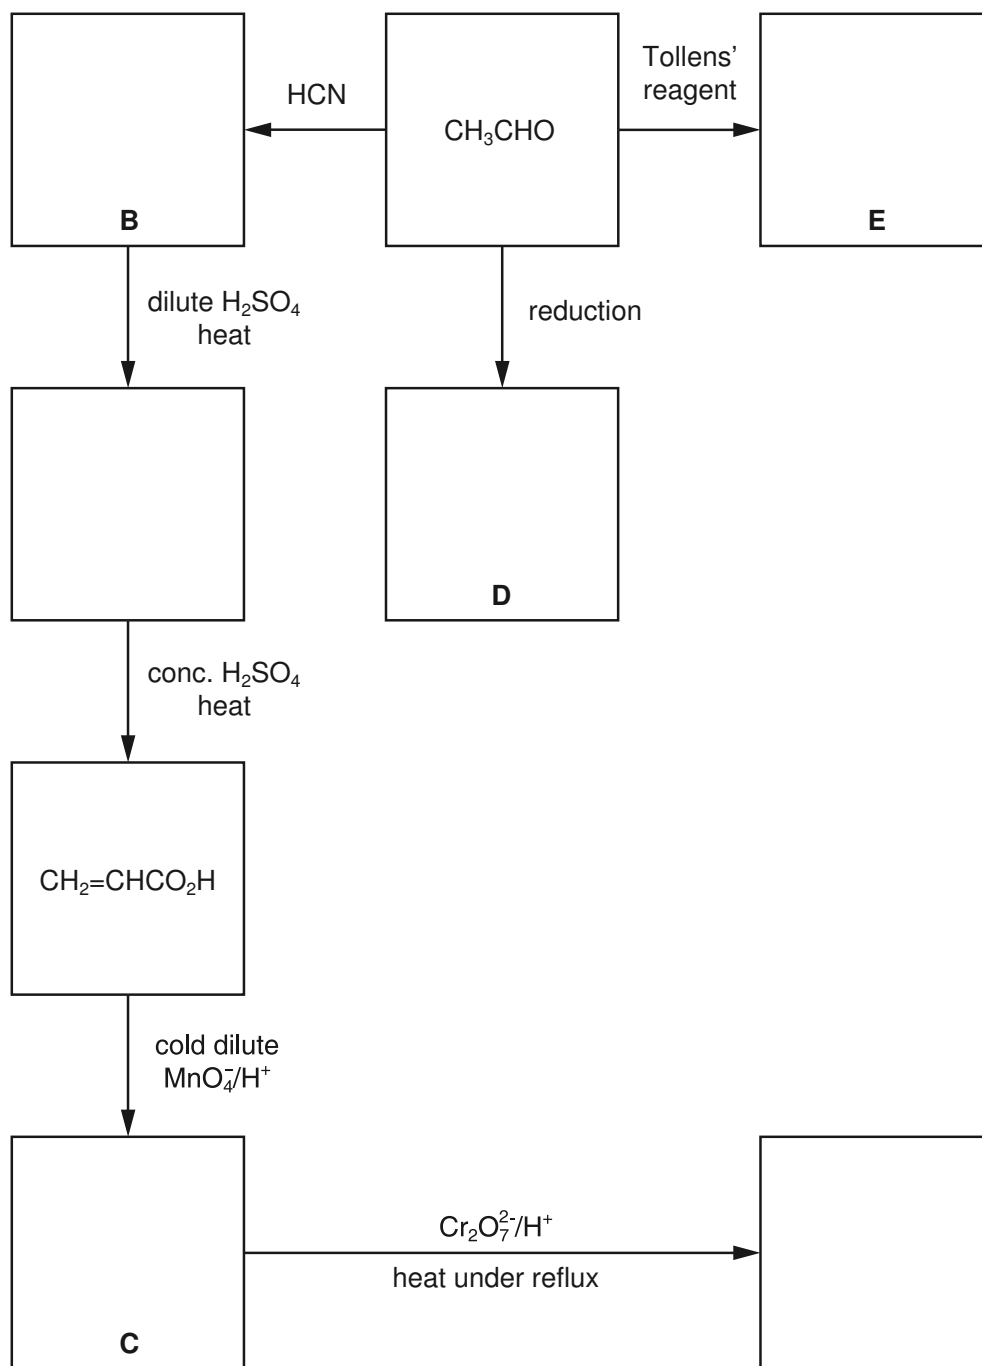 HCN
CH₃CHO
Tollens’
reagent
B
E
dilute H₂SO₄
heat
reduction
D
conc. H₂SO₄
heat
CH₂=CHCO₂H
cold dilute
MnO₄⁻/H⁺
Cr₂O₇²⁻/H⁺
heat under reflux
C